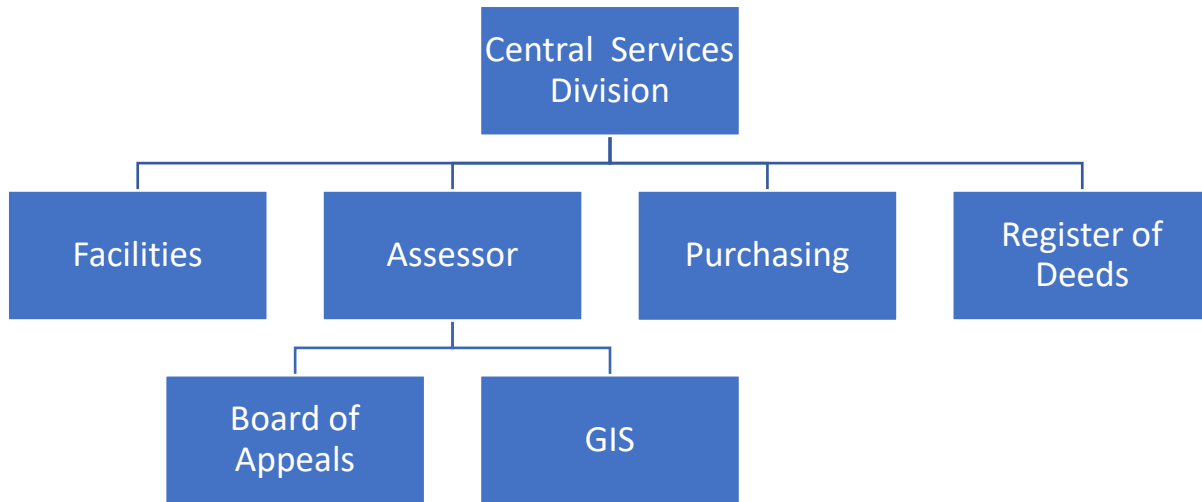 Central Services
Division
Facilities
Assessor
Purchasing
Register of
Deeds
Board of
Appeals
GIS